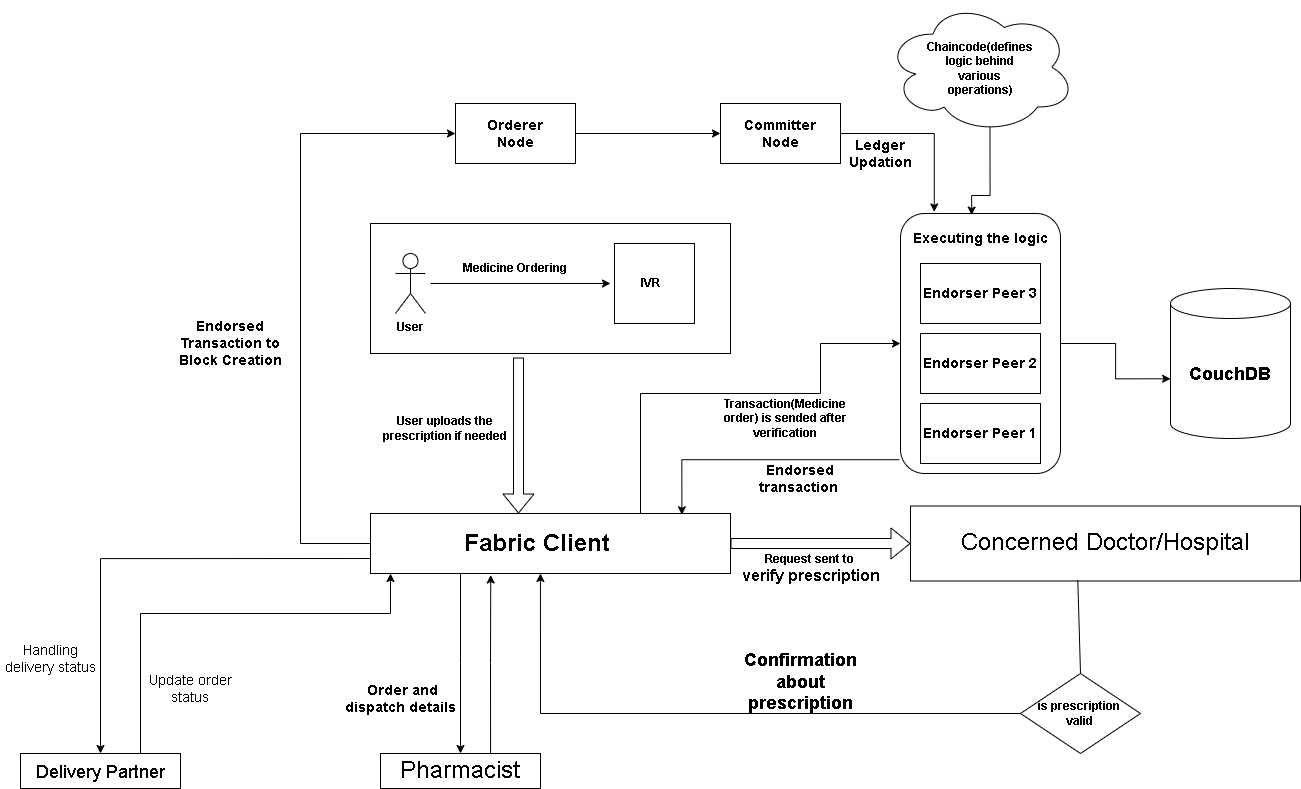 Chaincode(defines
logic behind
various
operations)
Orderer
Node
Committer
Node
Ledger
Updation
Executing the logic
Endorser Peer 3
Endorser Peer 2
Endorser Peer 1
CouchDB
Medicine Ordering
IVR
User
Endorsed
Transaction to
Block Creation
User uploads the
prescription if needed
Transaction(Medicine
order) is sended after
verification
Endorsed
transaction
Fabric Client
Request sent to
verify prescription
Concerned Doctor/Hospital
Handling
delivery status
Update order
status
Order and
dispatch details
Confirmation
about
prescription
is prescription
valid
Delivery Partner
Pharmacist